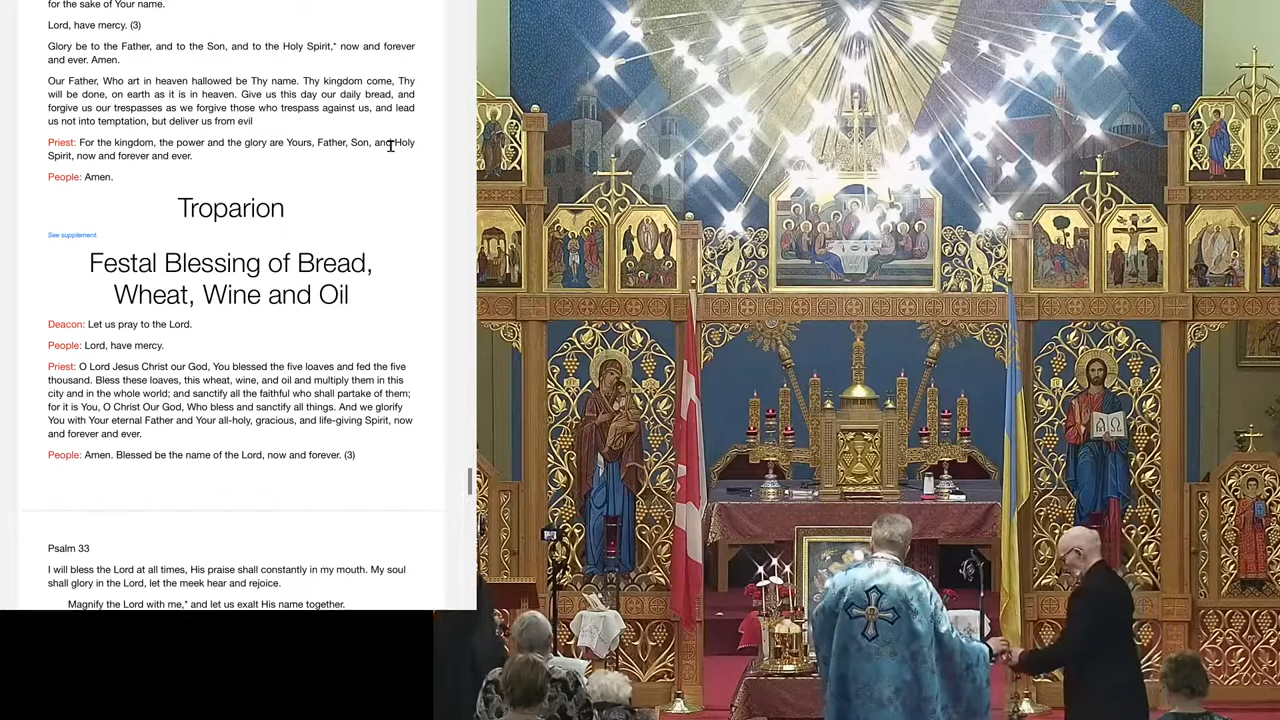 for the sake of Your name.
Lord, have mercy. (3)
Glory be to the Father, and to the Son, and to the Holy Spirit,* now and forever
and ever. Amen.
Our Father, Who art in heaven hallowed be Thy name. Thy kingdom come, Thy
will be done, on earth as it is in heaven. Give us this day our daily bread, and
forgive us our trespasses as we forgive those who trespass against us, and lead
us not into temptation, but deliver us from evil
Priest: For the kingdom, the power and the glory are Yours, Father, Son, and Holy
Spirit, now and forever and ever.
People: Amen.
Troparion
See supplement.
Festal Blessing of Bread,
Wheat, Wine and Oil
Deacon: Let us pray to the Lord.
People: Lord, have mercy.
Priest: O Lord Jesus Christ our God, You blessed the five loaves and fed the five
thousand. Bless these loaves, this wheat, wine, and oil and multiply them in this
city and in the whole world; and sanctify all the faithful who shall partake of them;
for it is You, O Christ Our God, Who bless and sanctify all things. And we glorify
You with Your eternal Father and Your all-holy, gracious, and life-giving Spirit, now
and forever and ever.
People: Amen. Blessed be the name of the Lord, now and forever. (3)
Psalm 33
I will bless the Lord at all times, His praise shall constantly in my mouth. My soul
shall glory in the Lord, let the meek hear and rejoice.
Magnify the Lord with me,* and let us exalt His name together.
Α Ω